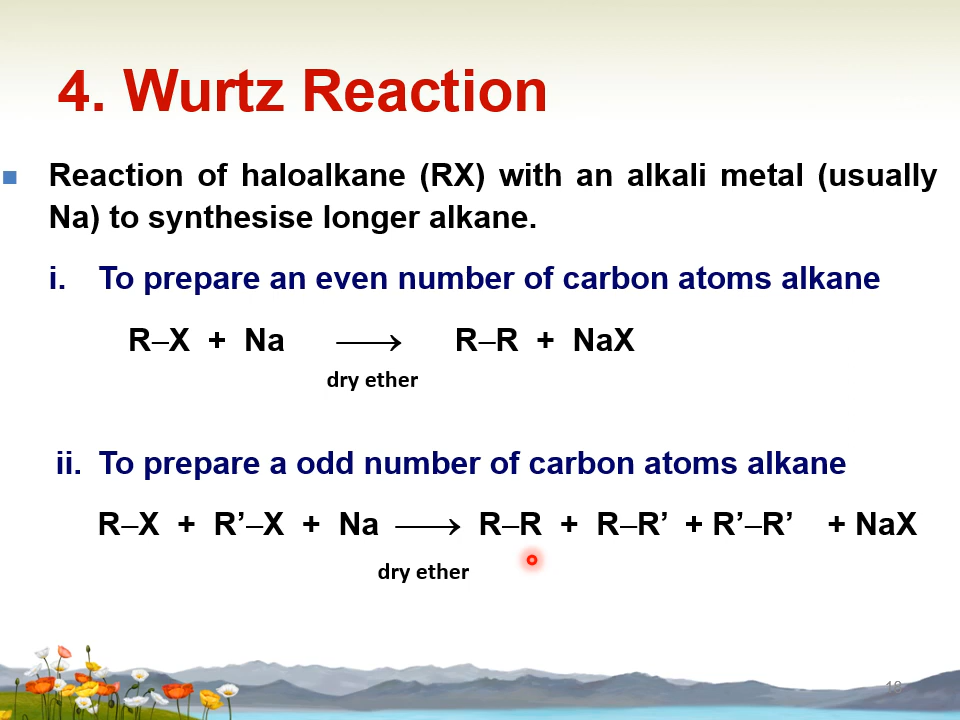 4. Wurtz Reaction
Reaction of haloalkane (RX) with an alkali metal (usually
Na) to synthesise longer alkane.
i. To prepare an even number of carbon atoms alkane
R–X + Na ⟶ R–R + NaX
dry ether
ii. To prepare a odd number of carbon atoms alkane
R–X + R’–X + Na ⟶ R–R + R–R’ + R’–R’ + NaX
dry ether